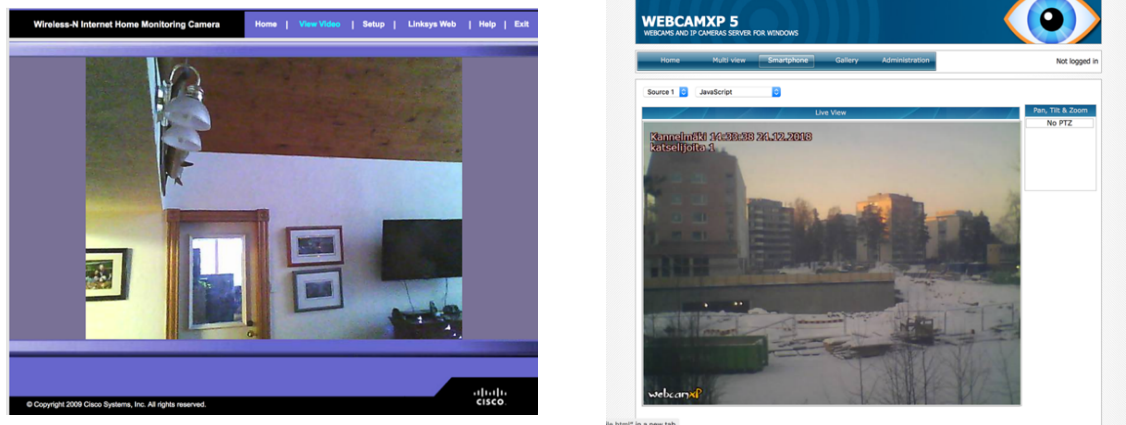 Wireless-N Internet Home Monitoring Camera
Home | View Video | Setup | Linksys Web | Help | Exit
© Copyright 2009 Cisco Systems, Inc. All rights reserved.
CISCO.
WEBCAMXP 5
WEBCAMS AND IP CAMERAS SERVER FOR WINDOWS
Home Multi view Smartphone Gallery Administration
Not logged in
Source 1 JavaScript
Live View
Pan, Tilt & Zoom
No PTZ
Kannelmäki 14:33:38 24.12.2018
katselijoita 1
webcamxp
in a new tab